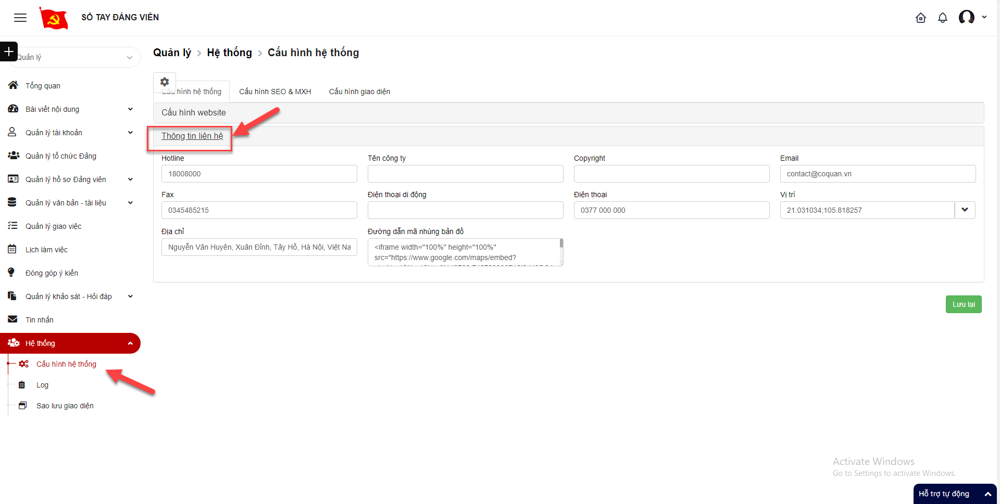 SỔ TAY ĐẢNG VIÊN
Quản lý
Tổng quan
Bài viết nội dung
Quản lý tài khoản
Quản lý tổ chức Đảng
Quản lý hồ sơ Đảng viên
Quản lý văn bản - tài liệu
Quản lý giao việc
Lịch làm việc
Đóng góp ý kiến
Quản lý khảo sát - Hỏi đáp
Tin nhắn
Hệ thống
Cấu hình hệ thống
Log
Sao lưu giao diện
Quản lý > Hệ thống > Cấu hình hệ thống
Cấu hình hệ thống Cấu hình SEO & MXH Cấu hình giao diện
Cấu hình website
Thông tin liên hệ
Hotline Tên công ty Copyright Email
18008000 contact@coquan.vn
Fax Điện thoại di động Điện thoại Vị trí
0345485215 0377 000 000 21.031034;105.818257
Địa chỉ Đường dẫn mã nhúng bản đồ
Nguyễn Văn Huyên, Xuân Đỉnh, Tây Hồ, Hà Nội, Việt Na
<iframe width="100%" height="100%"
src="https://www.google.com/maps/embed?
Lưu lại
Activate Windows
Go to Settings to activate Windows.
Hỗ trợ tự động